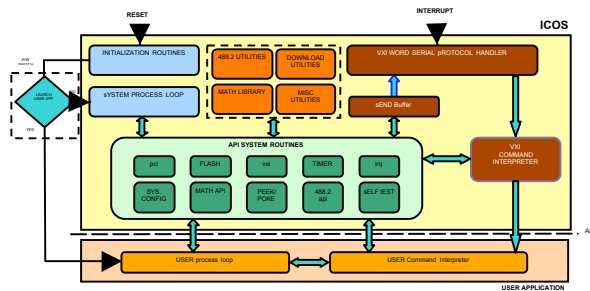 RESET
INTERRUPT
ICOS
INITIALIZATION ROUTINES
488.2 UTILITIES
DOWNLOAD
UTILITIES
VXI WORD SERIAL pROTOCOL HANDLER
H/W
LAUNCH
USER APP
NO
sYSTEM PROCESS LOOP
MATH LIBRARY
MISC
UTILITIES
sEND Buffer
YES
API SYSTEM ROUTINES
VXI
COMMAND
INTERPRETER
pci
FLASH
vxi
TIMER
irq
SYS.
CONFIG
MATH API
PEEK/
POKE
488.2
api
sELF tEST
USER process loop
USER Command Interpreter
USER APPLICATION